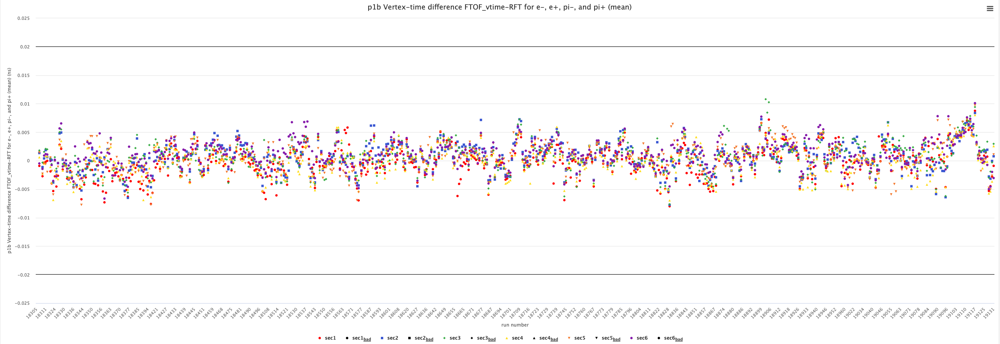 p1b Vertex-time difference FTOF_vtime-RFT for e-, e+, pi-, and pi+ (mean)
p1b Vertex-time difference FTOF_vtime-RFT for e-, e+, pi-, and pi+ (mean) (ns)
0.025
0.02
0.015
0.01
0.005
0
-0.005
-0.01
-0.015
-0.02
-0.025
18305 18311 18324 18330 18336 18344 18350 18356 18363 18370 18377 18385 18394 18421 18427 18433 18439 18445 18451 18459 18468 18475 18481 18490 18496 18508 18514 18521 18530 18537 18543 18550 18556 18563 18571 18577 18587 18593 18601 18608 18620 18627 18636 18642 18649 18655 18665 18671 18677 18687 18694 18701 18709 18716 18723 18729 18739 18745 18752 18760 18767 18773 18779 18785 18796 18804 18811 18822 18828 18836 18843 18851 18857 18867 18874 18880 18886 18892 18899 18906 18912 18918 18926 18933 18940 18946 18952 18960 19022 19034 19040 19046 19055 19063 19071 19078 19084 19090 19096 19103 19110 19117 19125 19131
run number
sec1 sec1bad sec2 sec2bad sec3 sec3bad sec4 sec4bad sec5 sec5bad sec6 sec6bad